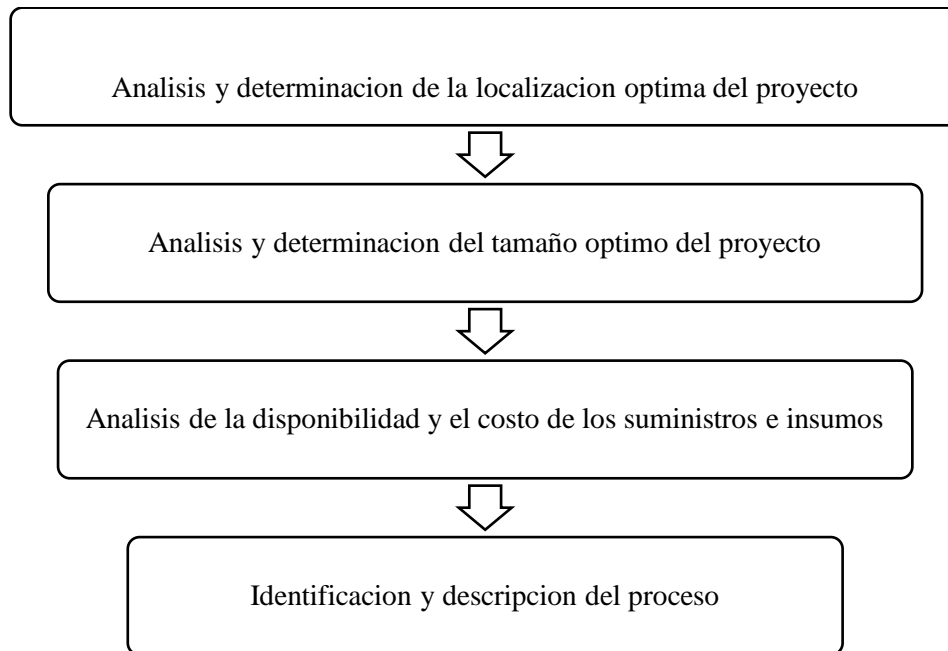 Analisis y determinacion de la localizacion optima del proyecto
Analisis y determinacion del tamaño optimo del proyecto
Analisis de la disponibilidad y el costo de los suministros e insumos
Identificacion y descripcion del proceso